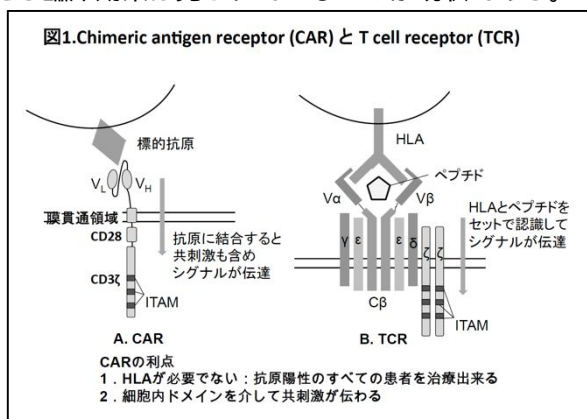 図1.Chimeric antigen receptor (CAR) と T cell receptor (TCR)
標的抗原
VL
VH
膜貫通領域
CD28
CD3ζ
抗原に結合すると
共刺激も含め
シグナルが伝達
ITAM
A. CAR
HLA
ペプチド
Vα
Vβ
γ
ε
ε
δ
ζ
ζ
HLAとペプチドを
セットで認識して
シグナルが伝達
Cβ
ITAM
B. TCR
CARの利点
1．HLAが必要でない：抗原陽性のすべての患者を治療出来る
2．細胞内ドメインを介して共刺激が伝わる